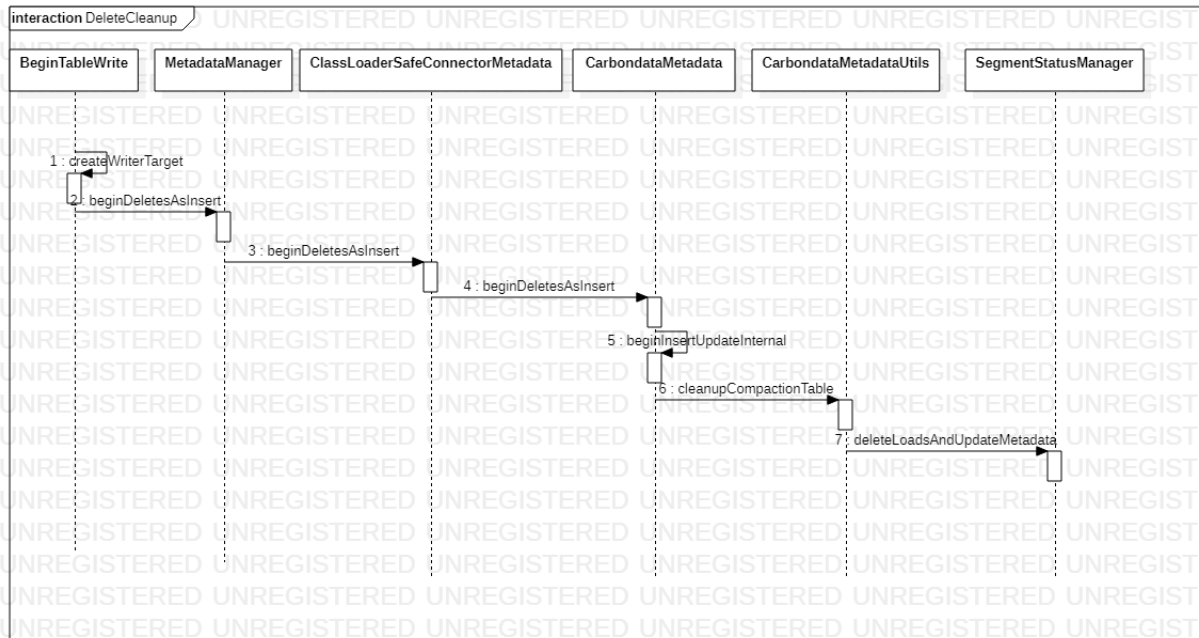 interaction DeleteCleanup
BeginTableWrite
MetadataManager
ClassLoaderSafeConnectorMetadata
CarbondataMetadata
CarbondataMetadataUtils
SegmentStatusManager
1 : createWriterTarget
2 : beginDeletesAsInsert
3 : beginDeletesAsInsert
4 : beginDeletesAsInsert
5 : beginInsertUpdateInternal
6 : cleanupCompactionTable
7 : deleteLoadsAndUpdateMetadata
UNREGISTERED